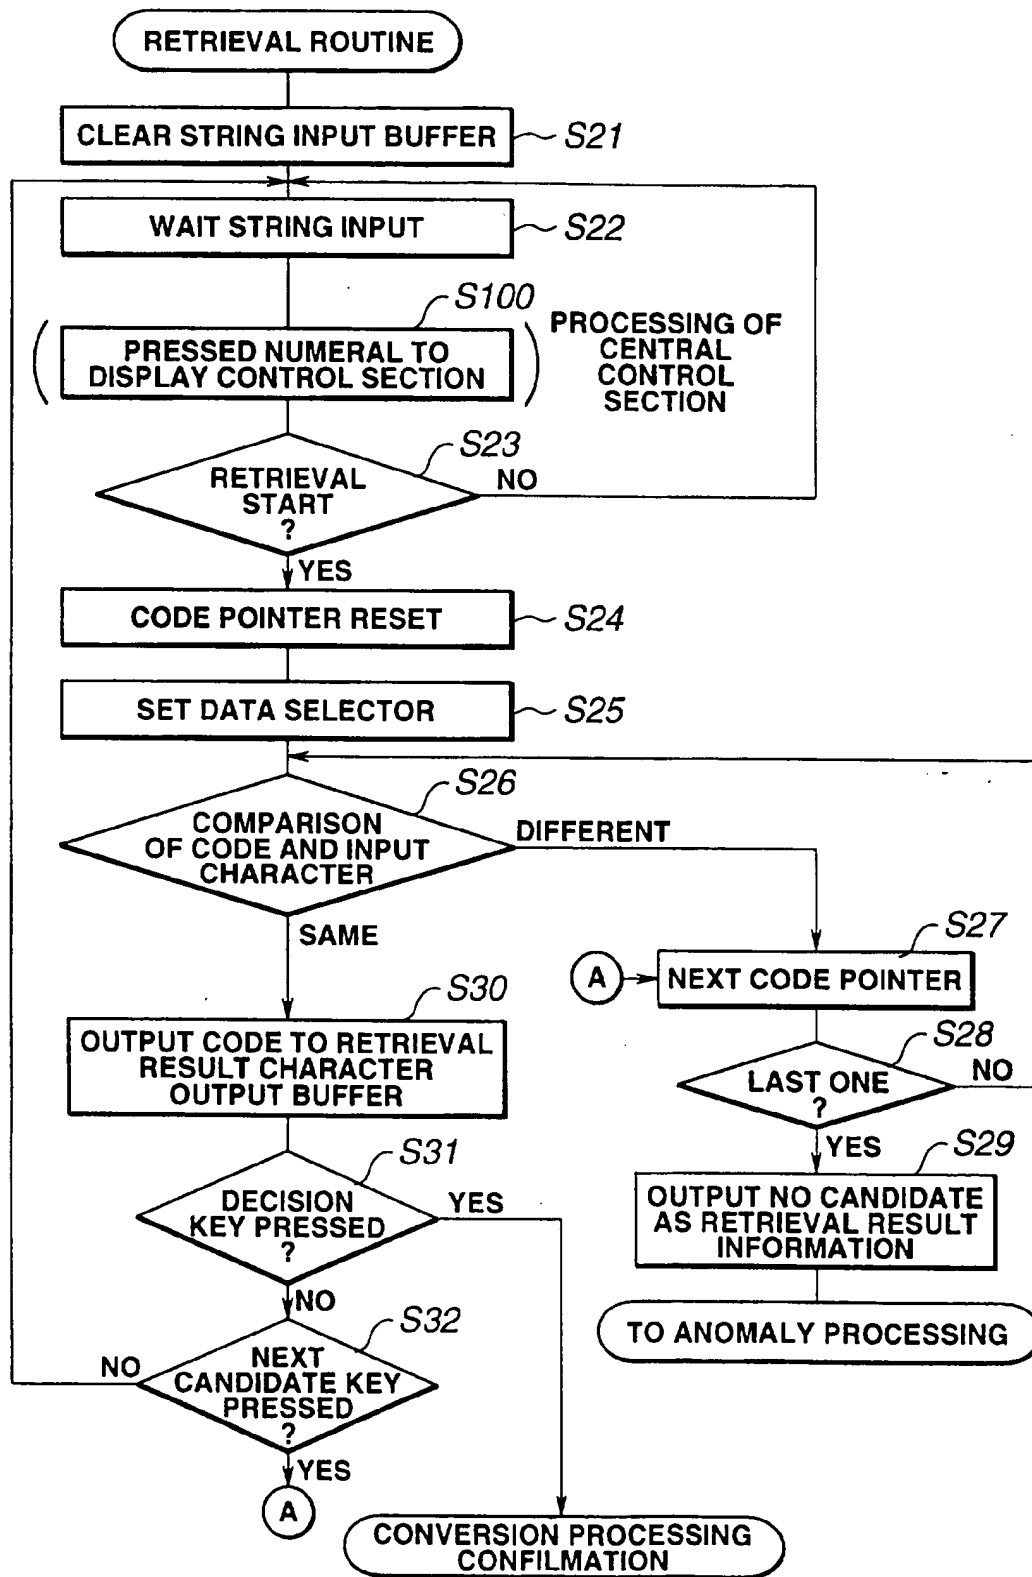 RETRIEVAL ROUTINE
CLEAR STRING INPUT BUFFER
S21
WAIT STRING INPUT
S22
S100
PRESSED NUMERAL TO
DISPLAY CONTROL SECTION
PROCESSING OF
CENTRAL
CONTROL
SECTION
S23
RETRIEVAL
START
?
NO
YES
CODE POINTER RESET
S24
SET DATA SELECTOR
S25
S26
COMPARISON
OF CODE AND INPUT
CHARACTER
DIFFERENT
SAME
S27
A
NEXT CODE POINTER
S30
OUTPUT CODE TO RETRIEVAL
RESULT CHARACTER
OUTPUT BUFFER
S28
LAST ONE
?
NO
YES
S29
OUTPUT NO CANDIDATE
AS RETRIEVAL RESULT
INFORMATION
TO ANOMALY PROCESSING
S31
DECISION
KEY PRESSED
?
YES
NO
S32
NEXT
CANDIDATE KEY
PRESSED
?
NO
YES
A
CONVERSION PROCESSING
CONFILMATION